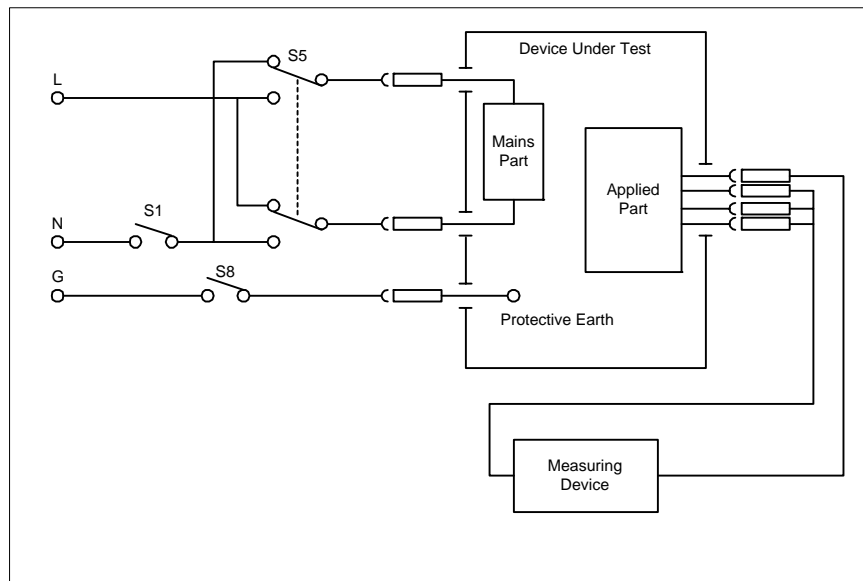 S5
Device Under Test
L
Mains
Part
Applied
Part
S1
N
G
S8
Protective Earth
Measuring
Device